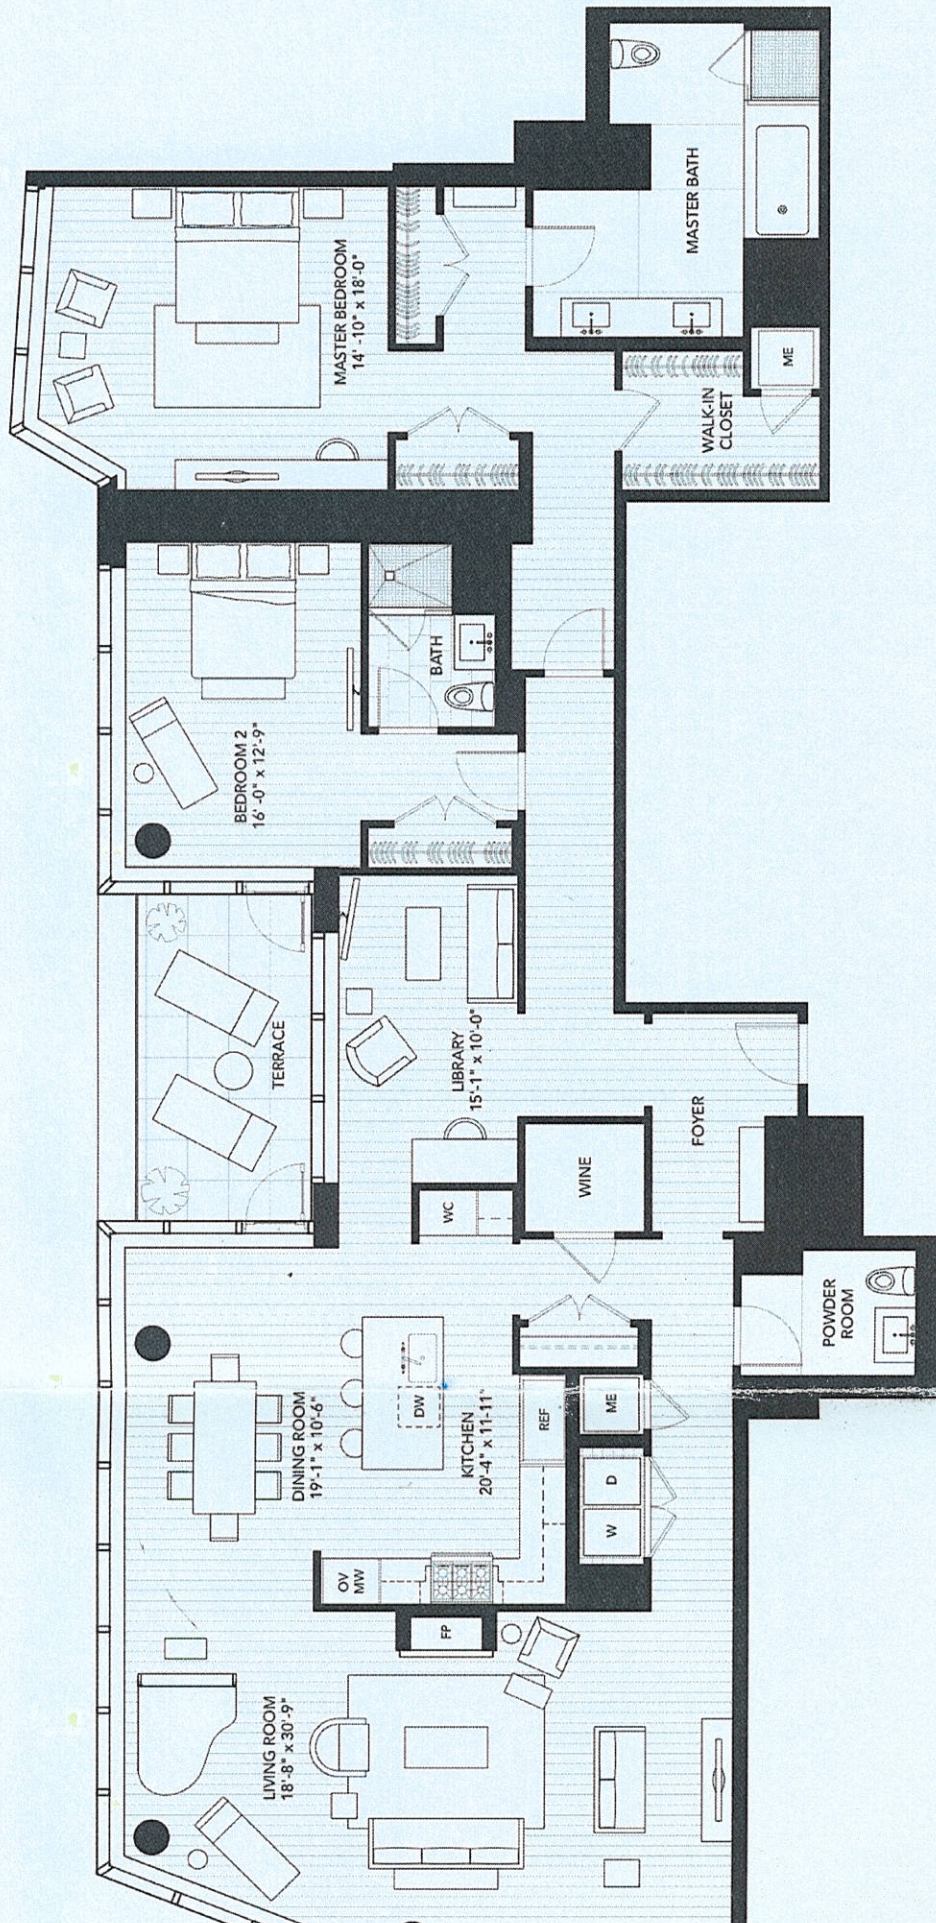 MASTER BATH
MASTER BEDROOM
14'-10" x 18'-0"
ME
WALK-IN
CLOSET
BATH
BEDROOM 2
16'-0" x 12'-9"
TERRACE
LIBRARY
15'-1" x 10'-0"
FOYER
WINE
WC
POWDER
ROOM
DINING ROOM
19'-1" x 10'-6"
DW
KITCHEN
20'-4" x 11-11"
REF
ME
D
W
OV
MW
FP
LIVING ROOM
18'-8" x 30'-9"